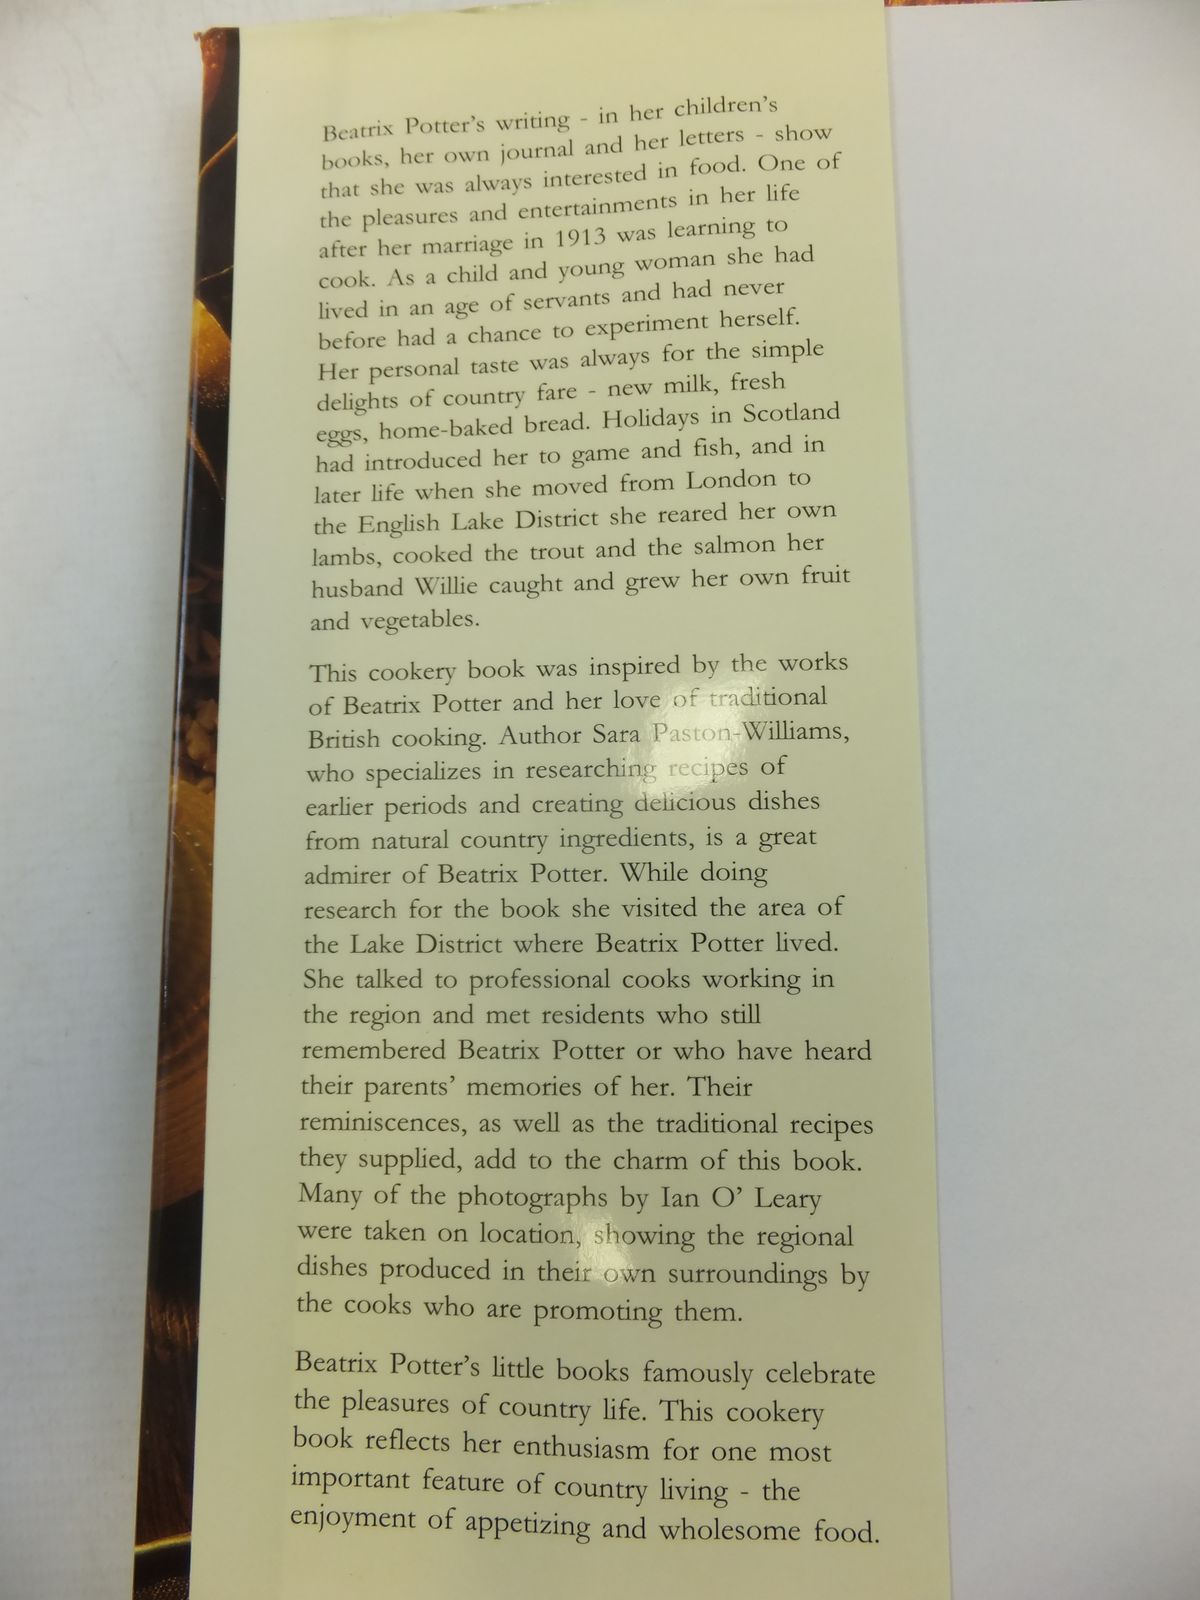 Beatrix Potter's writing - in her children's
books, her own journal and her letters - show
that she was always interested in food. One of
the pleasures and entertainments in her life
after her marriage in 1913 was learning to
cook. As a child and young woman she had
lived in an age of servants and had never
before had a chance to experiment herself.
Her personal taste was always for the simple
delights of country fare - new milk, fresh
eggs, home-baked bread. Holidays in Scotland
had introduced her to game and fish, and in
later life when she moved from London to
the English Lake District she reared her own
lambs, cooked the trout and the salmon her
husband Willie caught and grew her own fruit
and vegetables.
This cookery book was inspired by the works
of Beatrix Potter and her love of traditional
British cooking. Author Sara Paston-Williams,
who specializes in researching recipes of
earlier periods and creating delicious dishes
from natural country ingredients, is a great
admirer of Beatrix Potter. While doing
research for the book she visited the area of
the Lake District where Beatrix Potter lived.
She talked to professional cooks working in
the region and met residents who still
remembered Beatrix Potter or who have heard
their parents' memories of her. Their
reminiscences, as well as the traditional recipes
they supplied, add to the charm of this book.
Many of the photographs by Ian O' Leary
were taken on location, showing the regional
dishes produced in their own surroundings by
the cooks who are promoting them.
Beatrix Potter's little books famously celebrate
the pleasures of country life. This cookery
book reflects her enthusiasm for one most
important feature of country living - the
enjoyment of appetizing and wholesome food.